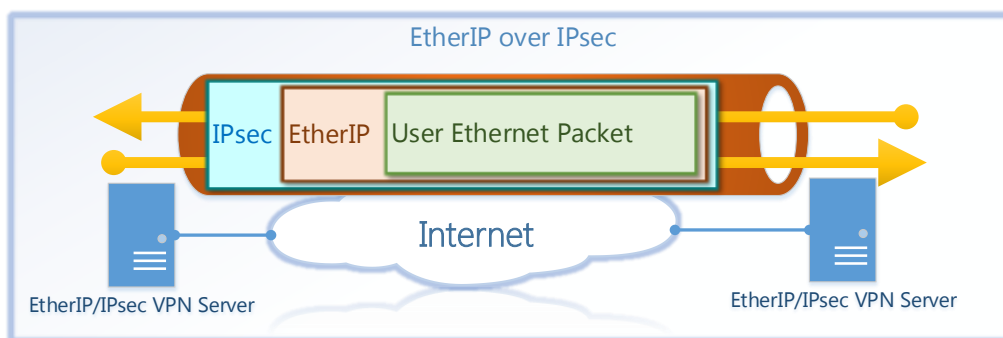 EtherIP over IPsec
IPsec
EtherIP
User Ethernet Packet
Internet
EtherIP/IPsec VPN Server
EtherIP/IPsec VPN Server